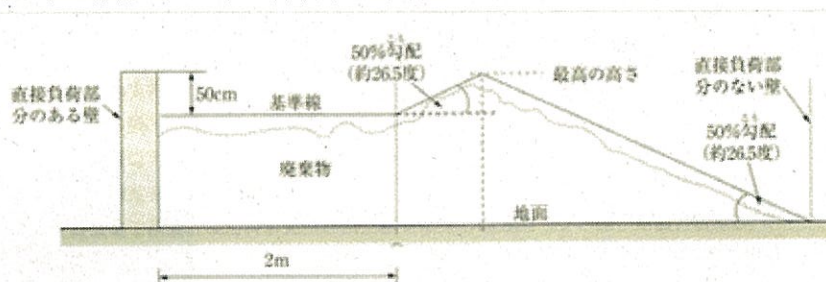 50%勾配
(約26.5度)
直接負荷部
分のある壁
50cm
基準線
最高の高さ
直接負荷部
分のない壁
50%勾配
(約26.5度)
廃棄物
地面
2m